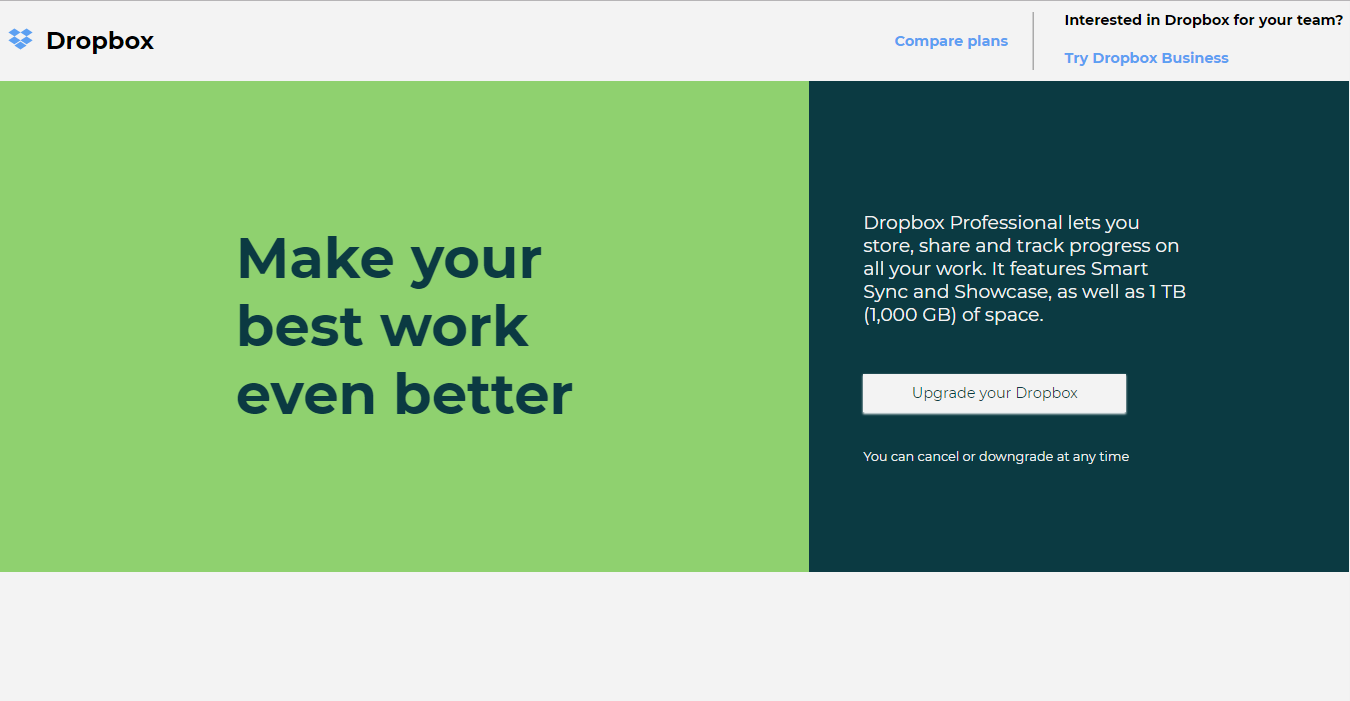 Dropbox
Compare plans
Interested in Dropbox for your team?
Try Dropbox Business
Make your
best work
even better
Dropbox Professional lets you
store, share and track progress on
all your work. It features Smart
Sync and Showcase, as well as 1 TB
(1,000 GB) of space.
Upgrade your Dropbox
You can cancel or downgrade at any time